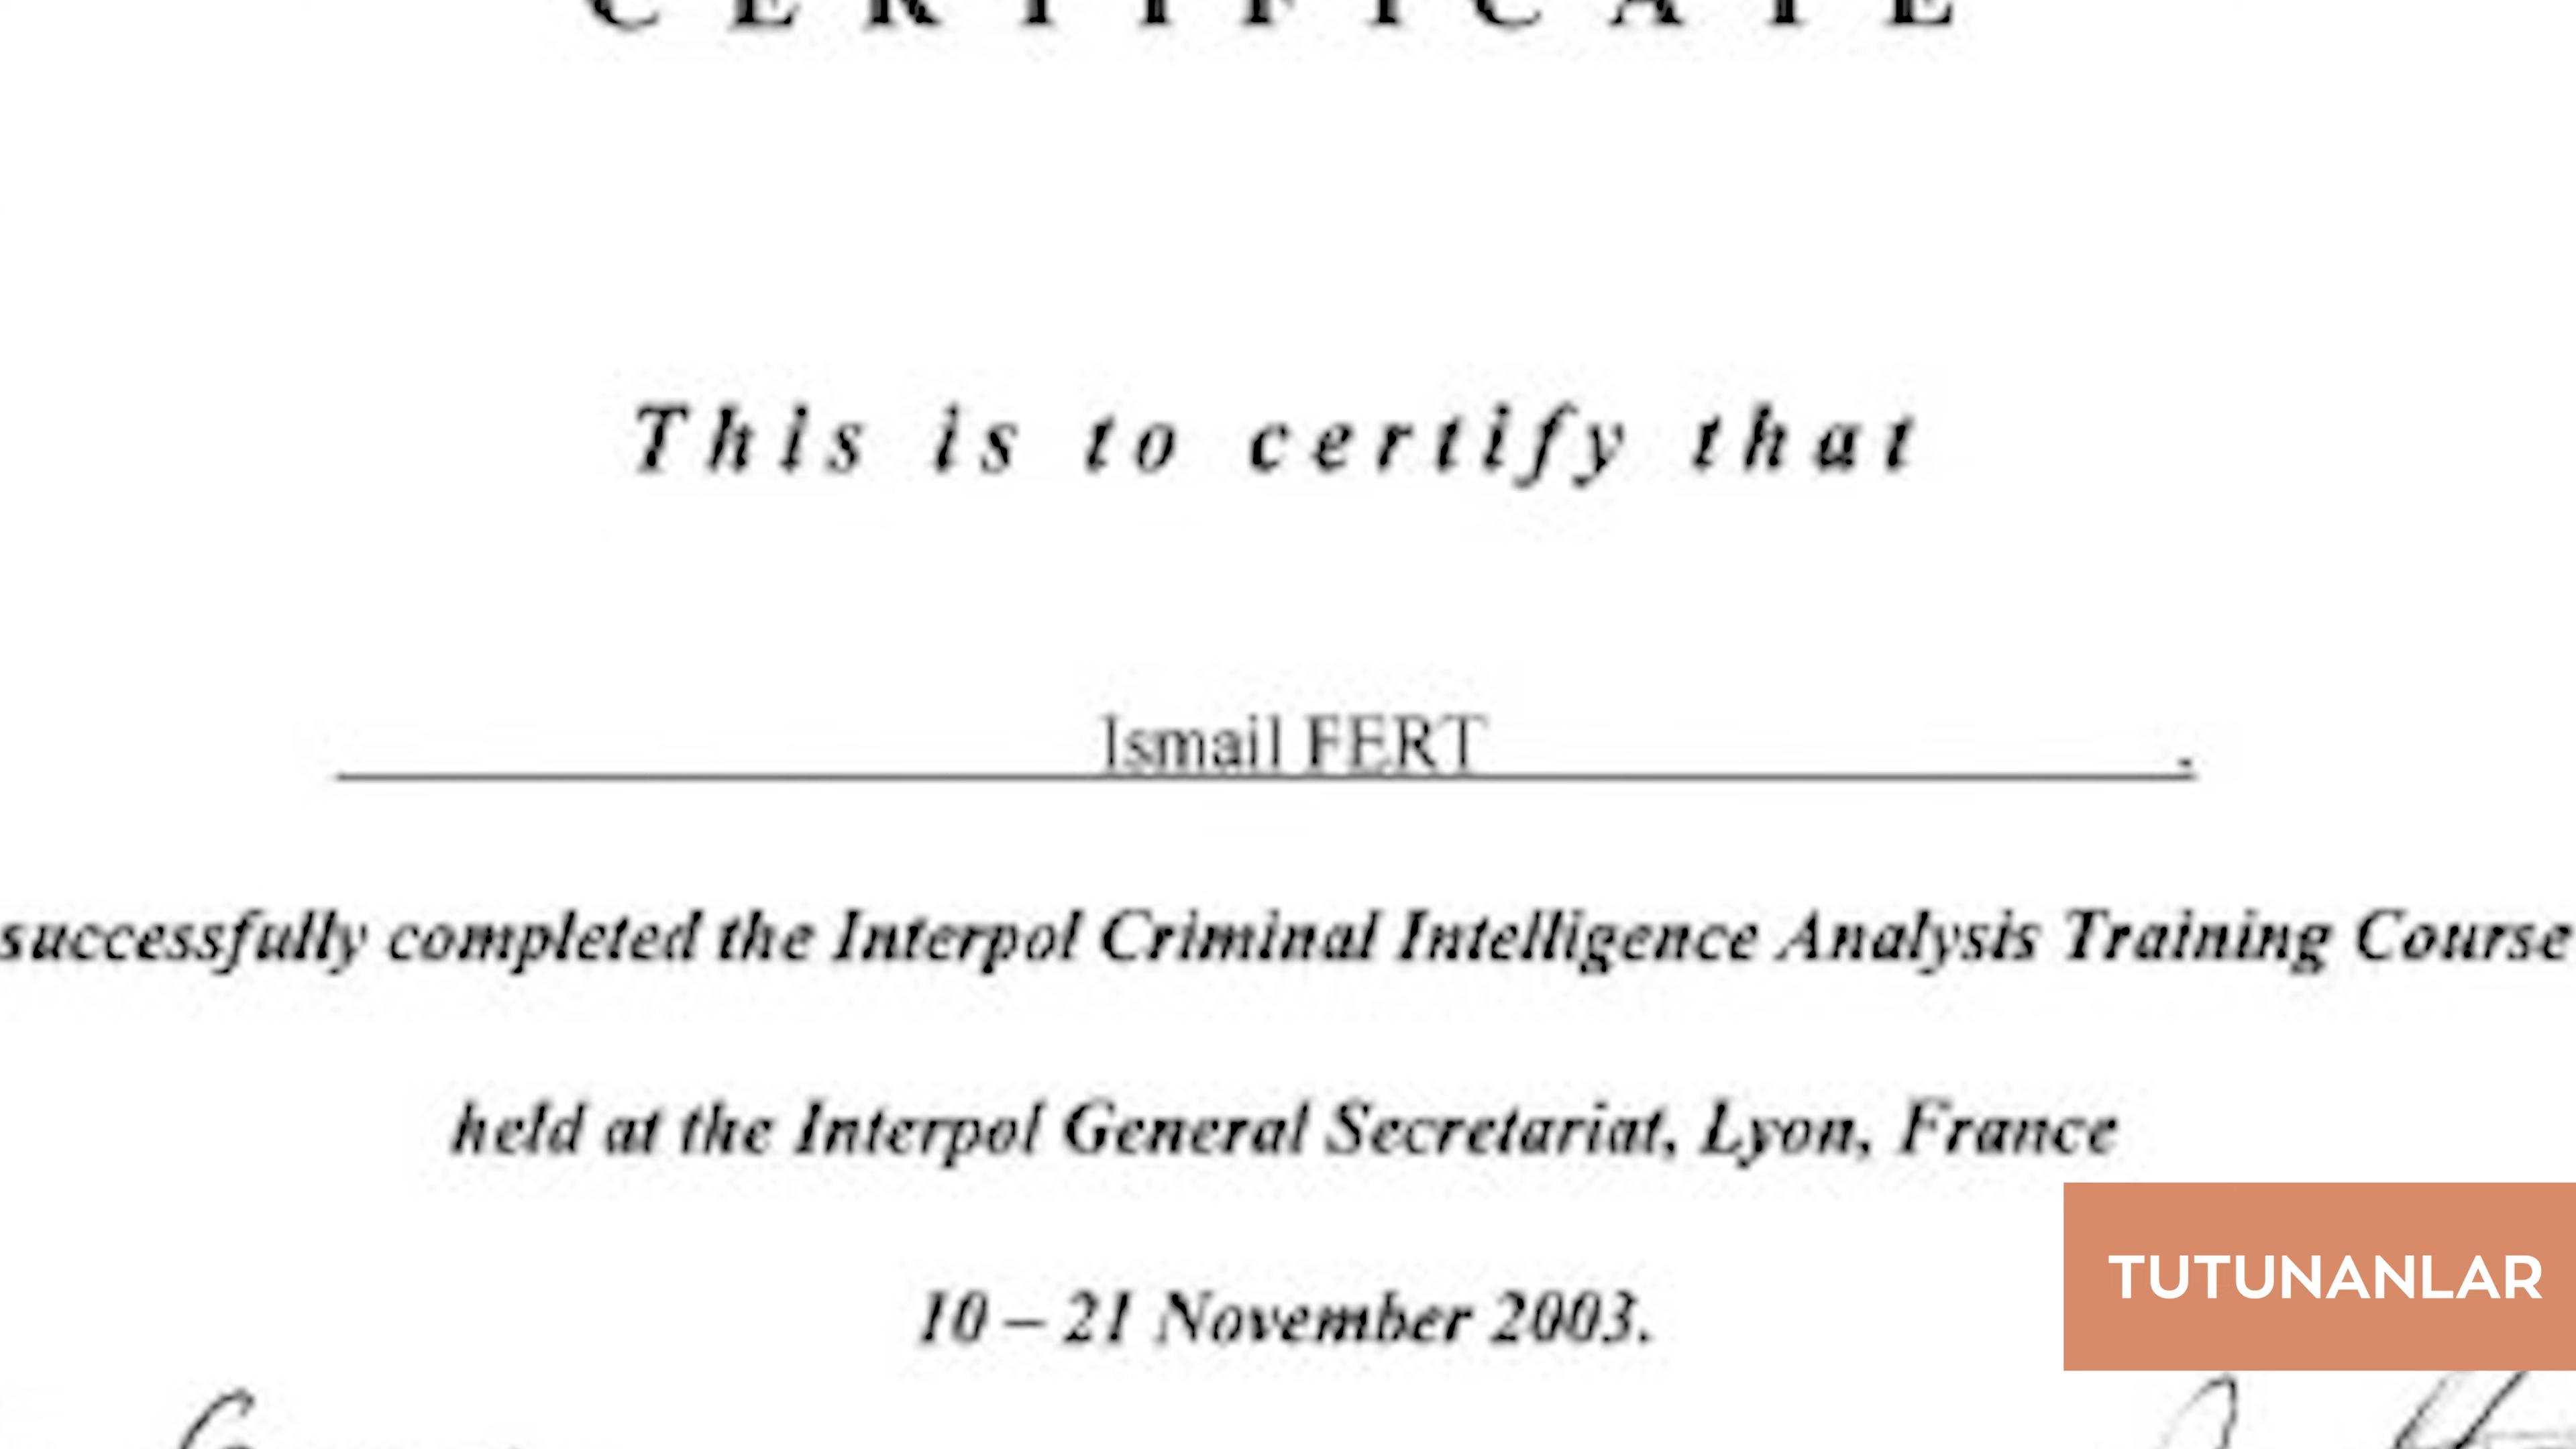 CERTIFICATE
This is to certify that
Ismail FERT
successfully completed the Interpol Criminal Intelligence Analysis Training Course
held at the Interpol General Secretariat, Lyon, France
10 – 21 November 2003.
TUTUNANLAR